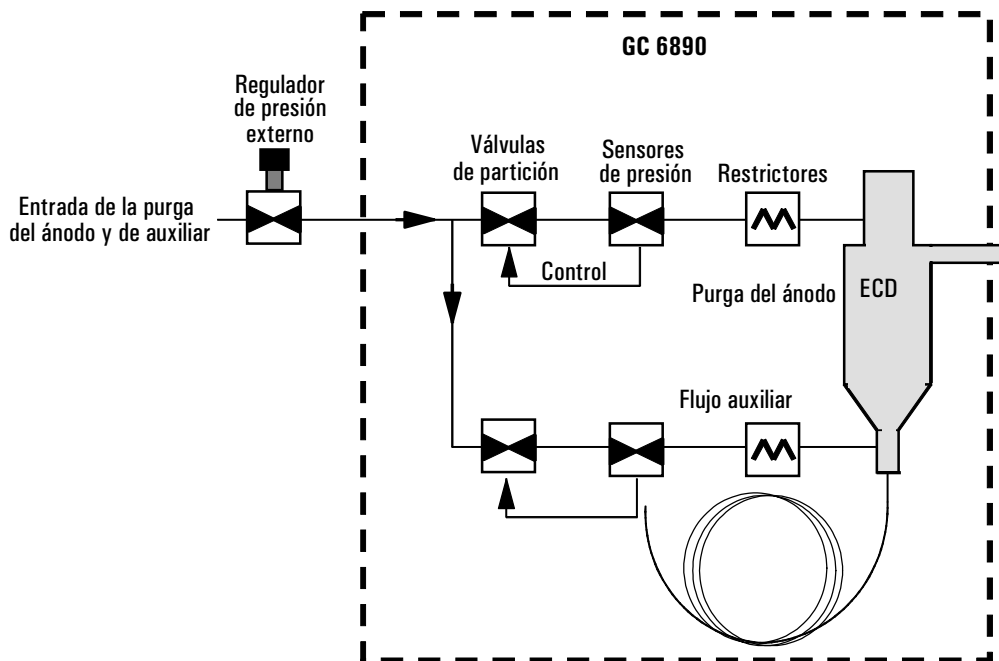 GC 6890
Regulador
de presión
externo
Válvulas
de partición
Sensores
de presión
Restrictores
Entrada de la purga
del ánodo y de auxiliar
Control
Purga del ánodo
ECD
Flujo auxiliar